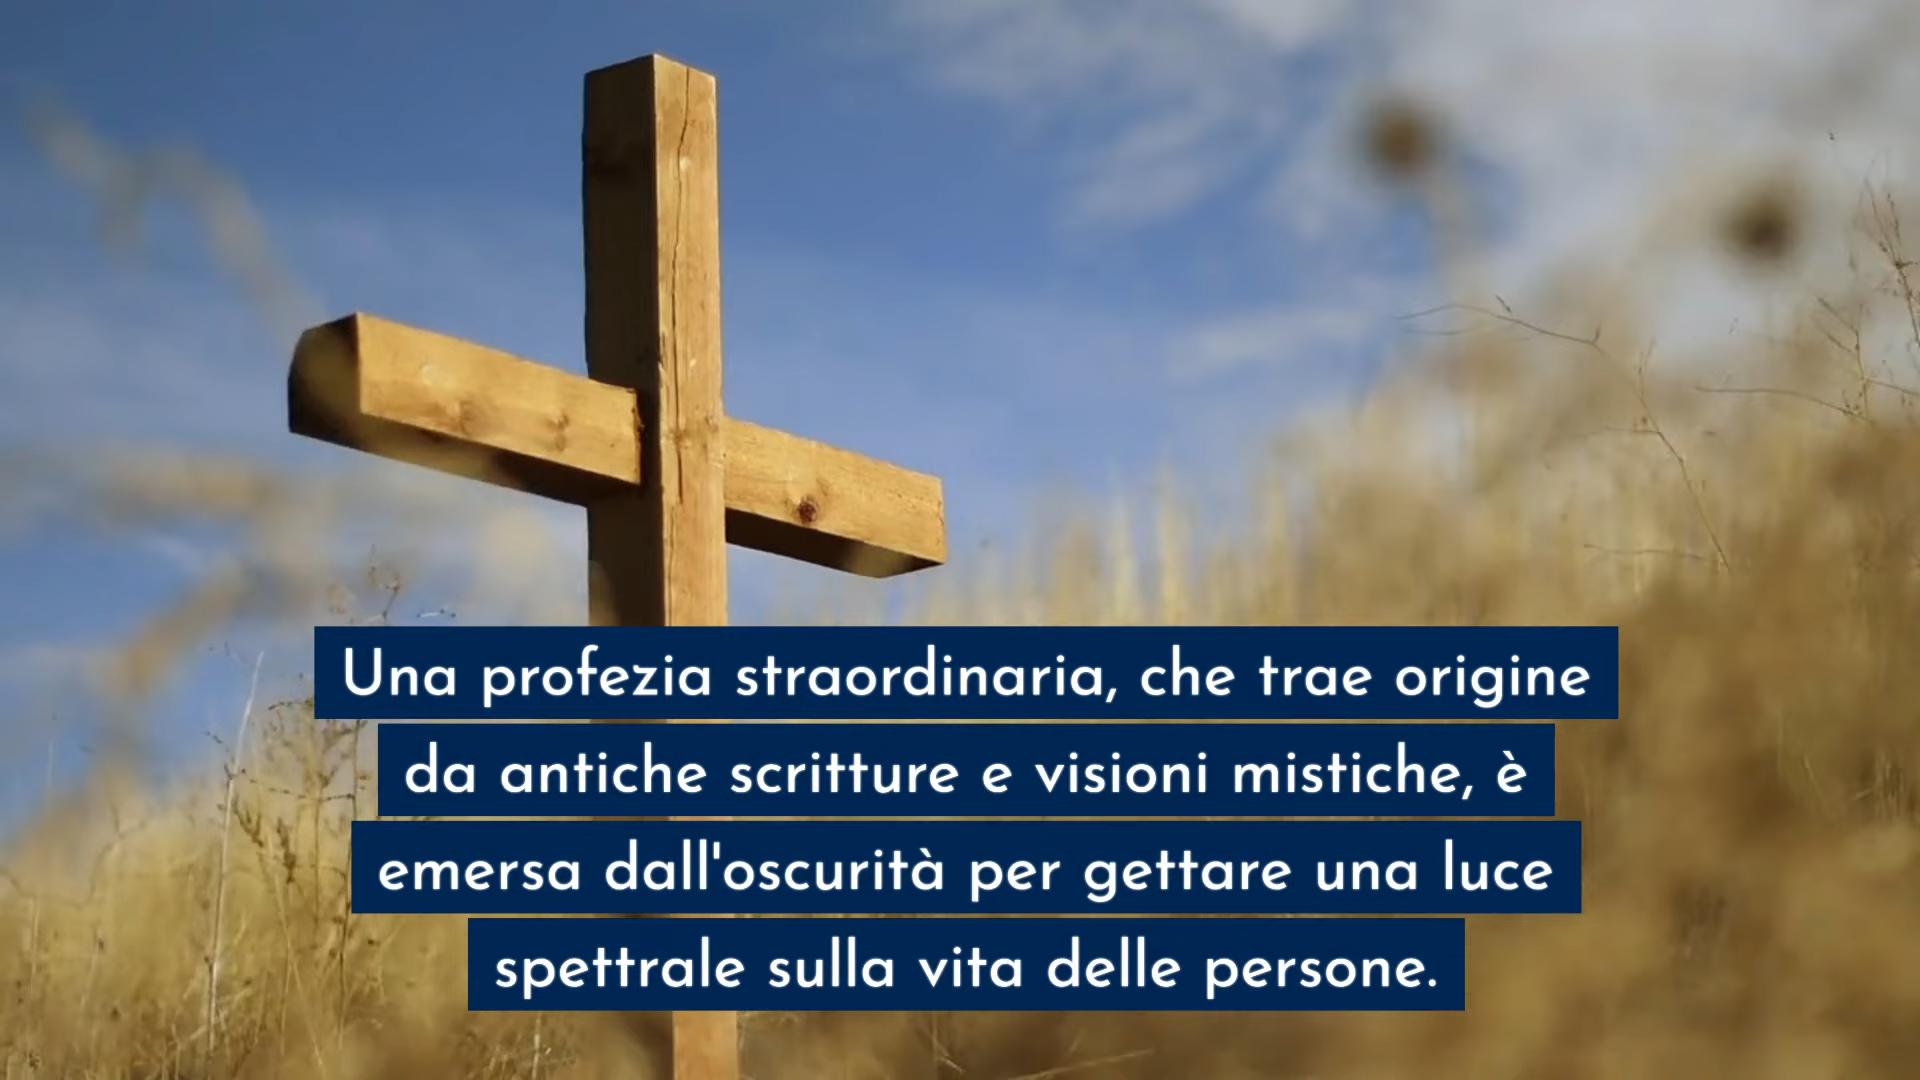 Una profezia straordinaria, che trae origine
da antiche scritture e visioni mistiche, è
emersa dall'oscurità per gettare una luce
spettrale sulla vita delle persone.